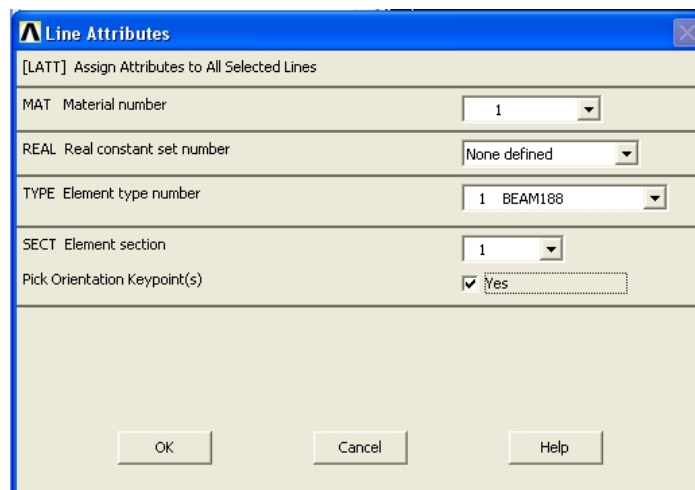 Line Attributes
[LATT] Assign Attributes to All Selected Lines
MAT Material number 1
REAL Real constant set number None defined
TYPE Element type number 1 BEAM188
SECT Element section 1
Pick Orientation Keypoint(s) Yes
OK Cancel Help